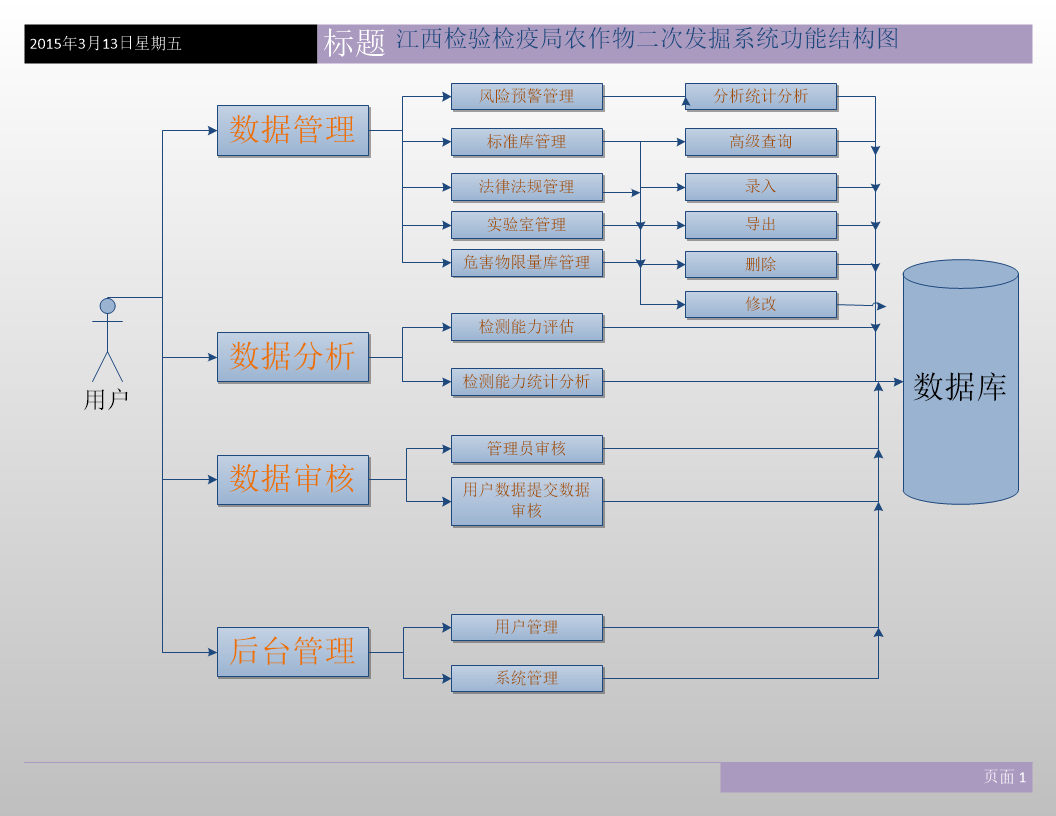 2015年3月13日星期五
标题 江西检验检疫局农作物二次发掘系统功能结构图
风险预警管理
分析统计分析
数据管理
标准库管理
高级查询
法律法规管理
录入
实验室管理
导出
危害物限量库管理
删除
修改
检测能力评估
数据分析
检测能力统计分析
用户
数据库
管理员审核
数据审核
用户数据提交数据
审核
用户管理
后台管理
系统管理
页面 1